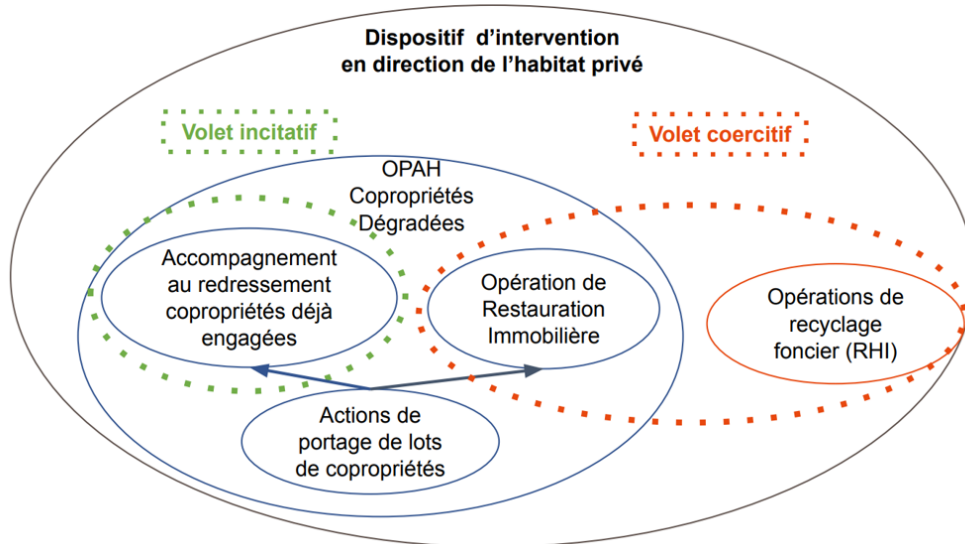 Dispositif d'intervention
en direction de l'habitat privé
Volet incitatif
Volet coercitif
OPAH
Copropriétés
Dégradées
Accompagnement
au redressement
copropriétés déjà
engagées
Opération de
Restauration
Immobilière
Opérations de
recyclage
foncier (RHI)
Actions de
portage de lots
de copropriétés